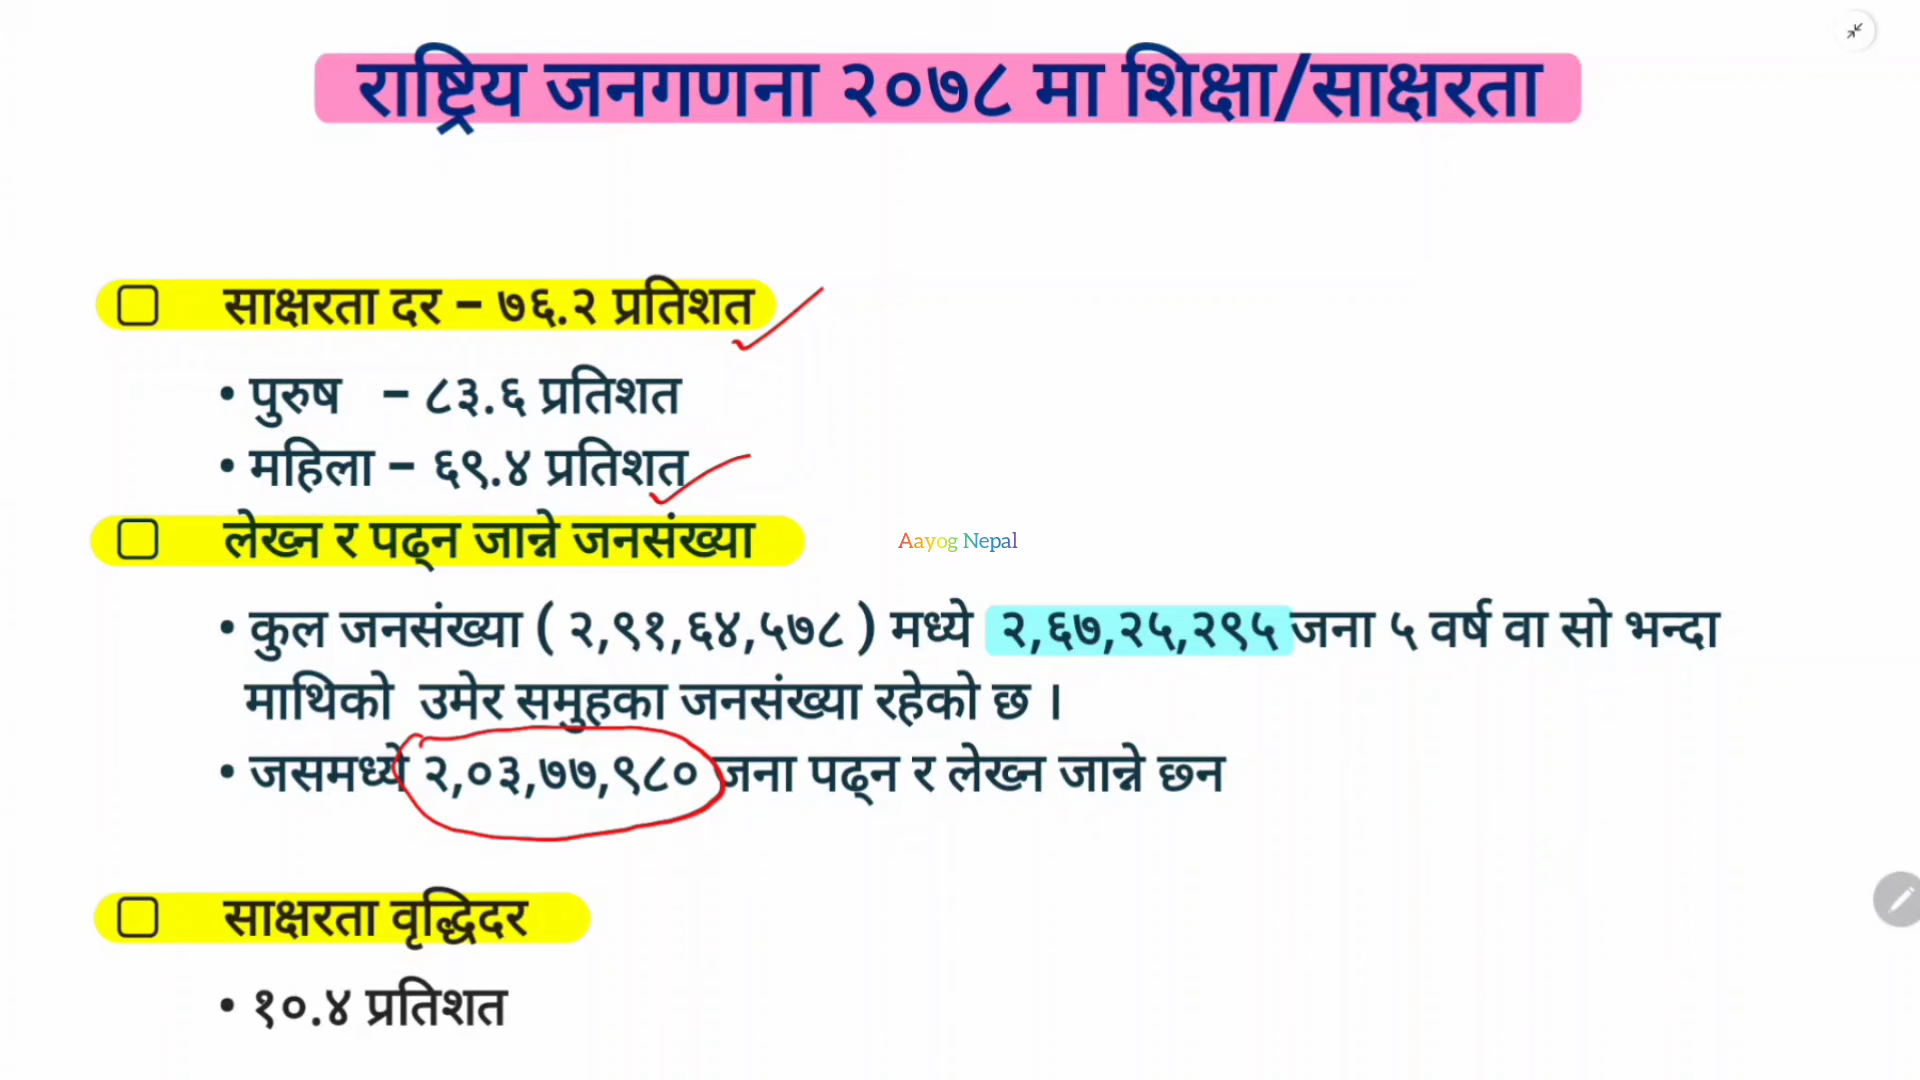 राष्ट्रिय जनगणना २०७८ मा शिक्षा/साक्षरता
साक्षरता दर – ७६.२ प्रतिशत
• पुरुष – ८३.६ प्रतिशत
• महिला – ६९.४ प्रतिशत
लेख्न र पढ्न जान्ने जनसंख्या
Aayog Nepal
• कुल जनसंख्या ( २,९१,६४,५७८ ) मध्ये २,६७,२५,२९५ जना ५ वर्ष वा सो भन्दा
माथिको उमेर समुहका जनसंख्या रहेको छ ।
• जसमध्ये २,०३,७७,९८० जना पढ्न र लेख्न जान्ने छ्न
साक्षरता वृद्धिदर
• १०.४ प्रतिशत